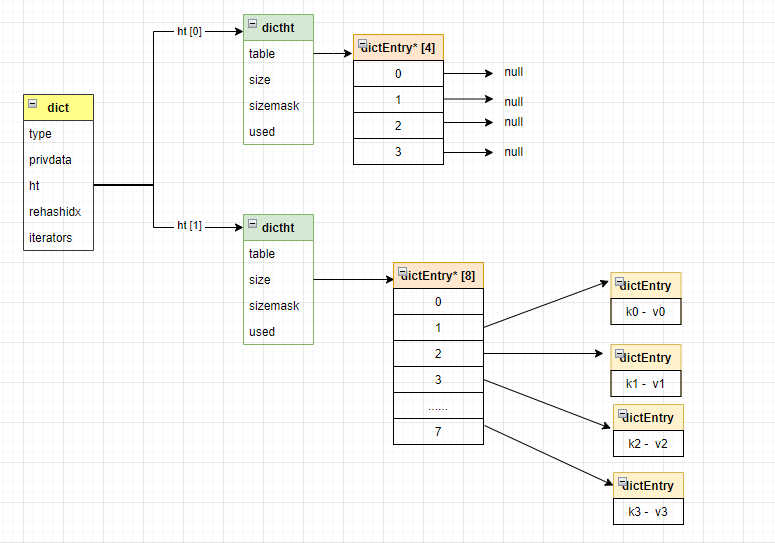 dict
type
privdata
ht
rehashidx
iterators
ht [0]
dictht
table
size
sizemask
used
dictEntry* [4]
0
1
2
3
null
null
null
null
ht [1]
dictht
table
size
sizemask
used
dictEntry* [8]
0
1
2
3
......
7
dictEntry
k0 - v0
dictEntry
k1 - v1
dictEntry
k2 - v2
dictEntry
k3 - v3